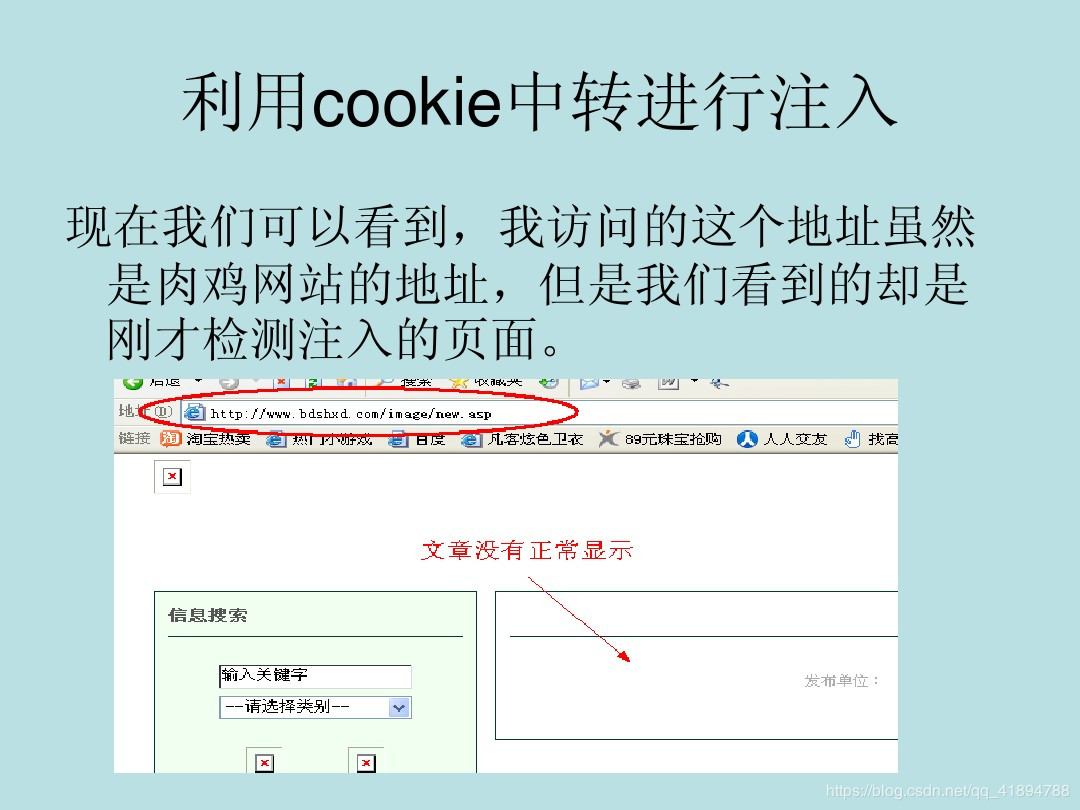 利用cookie中转进行注入
现在我们可以看到，我访问的这个地址虽然
是肉鸡网站的地址，但是我们看到的却是
刚才检测注入的页面。
后退 搜索 收藏夹
地址(D) http://www.bdshxd.com/image/new.asp
链接 淘 淘宝热卖 热门小游戏 百度 凡客炫色卫衣 89元珠宝抢购 人人交友 找高
文章没有正常显示
信息搜索
输入关键字
发布单位：
--请选择类别--
https://blog.csdn.net/qq_41894788